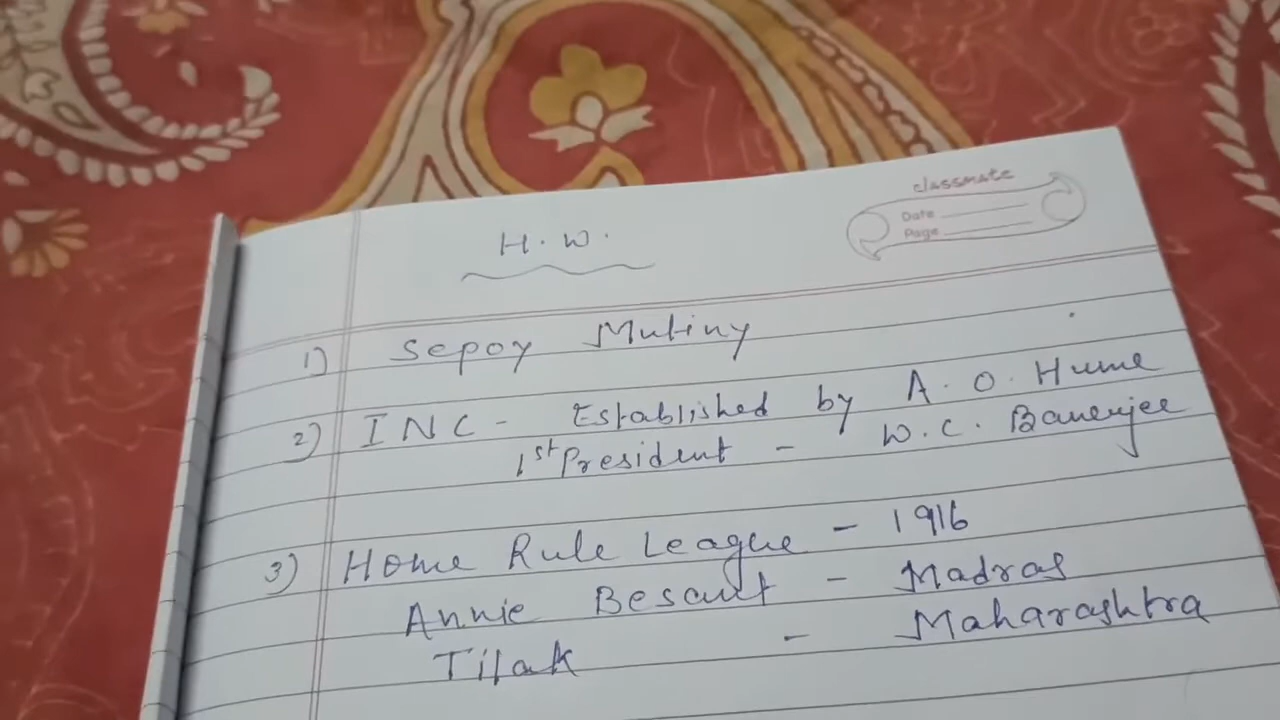 classmate
Date
Page
H.W.
1) Sepoy Mutiny
2) INC - Established by A.O. Hume
1st President - W.C. Banerjee
3) Home Rule League - 1916
Annie Besant - Madras
Tilak - Maharashtra